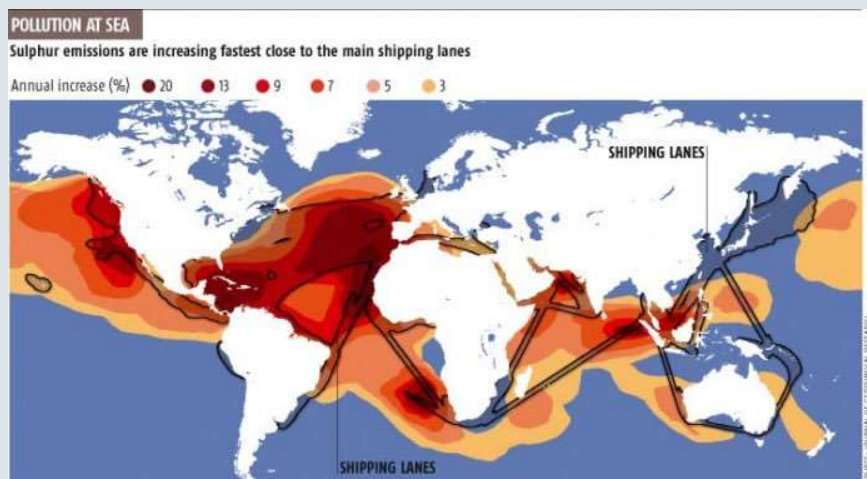 POLLUTION AT SEA
Sulphur emissions are increasing fastest close to the main shipping lanes
Annual increase (%) 20 13 9 7 5 3
SHIPPING LANES
SHIPPING LANES